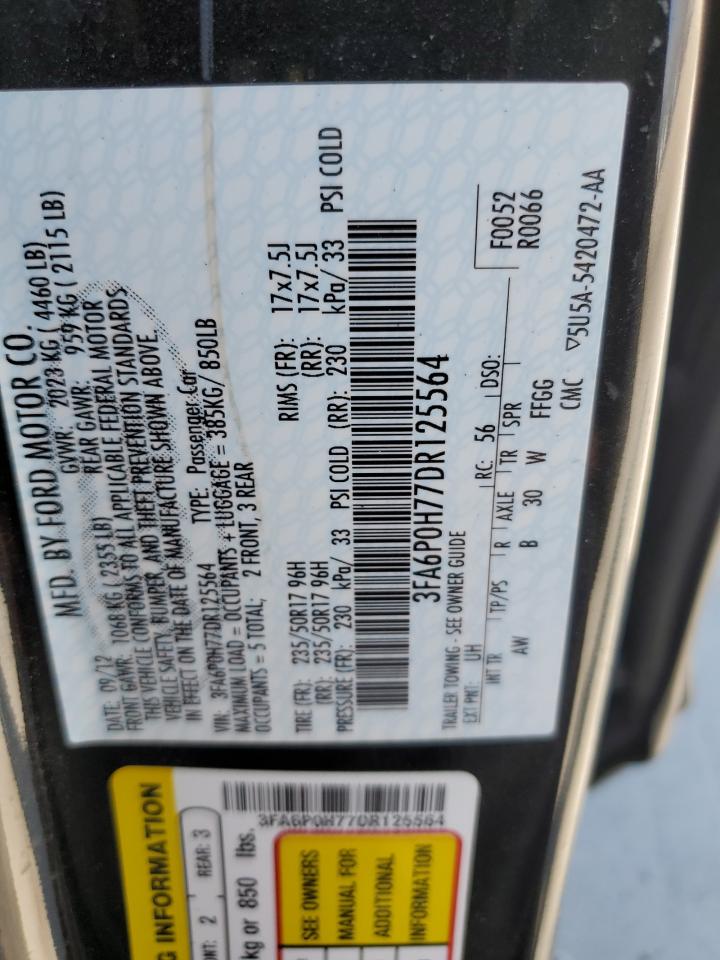 MFD. BY FORD MOTOR CO.
DATE: 09/12 GVWR: 2023 KG ( 4460 LB)
FRONT GAWR: 1068 KG ( 2355 LB) REAR GAWR: 959 KG ( 2115 LB)
THIS VEHICLE CONFORMS TO ALL APPLICABLE FEDERAL MOTOR
VEHICLE SAFETY, BUMPER, AND THEFT PREVENTION STANDARDS
IN EFFECT ON THE DATE OF MANUFACTURE SHOWN ABOVE.
VIN: 3FA6P0H77DR125564 TYPE: Passenger Car
MAXIMUM LOAD = OCCUPANTS + LUGGAGE = 385KG/ 850LB
OCCUPANTS = 5 TOTAL; 2 FRONT, 3 REAR
TIRE (FR): 235/50R17 96H RIMS (FR): 17x7.5J
(RR): 235/50R17 96H (RR): 17x7.5J
PRESSURE (FR): 230 kPa/ 33 PSI COLD (RR): 230 kPa/ 33 PSI COLD
3FA6P0H77DR125564
TRAILER TOWING - SEE OWNER GUIDE F0052
R0066
EXT PNT: UH RC: 56 DSO:
INT TR TP/PS R AXLE TR SPR
AW B 30 W FFGG
CMC ▽5U5A-5420472-AA
G INFORMATION
2 REAR: 3
kg or 850 lbs.
3FA6P0H77DR125564
SEE OWNERS
MANUAL FOR
ADDITIONAL
INFORMATION